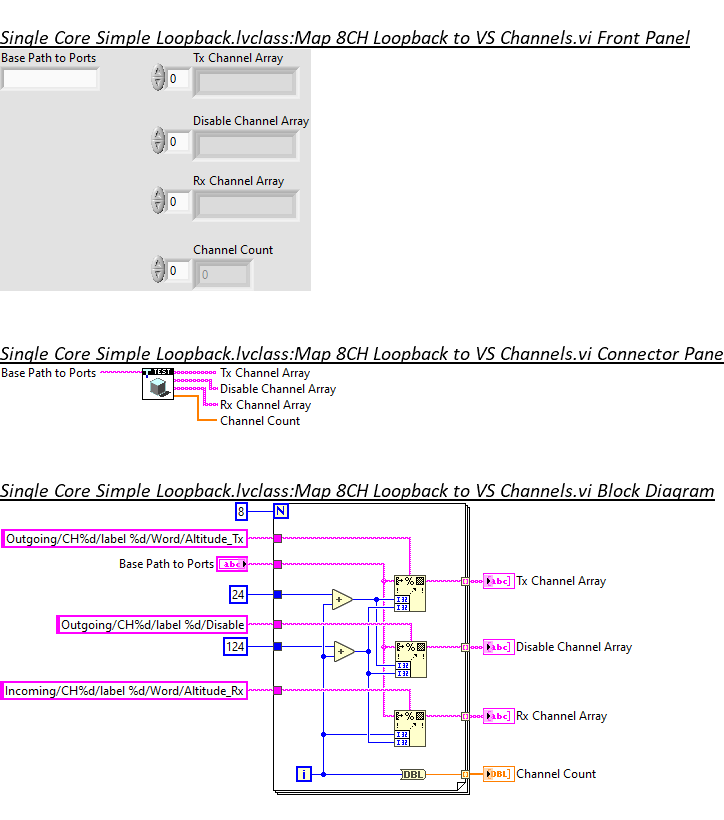 Single Core Simple Loopback.lvclass:Map 8CH Loopback to VS Channels.vi Front Panel
Base Path to Ports
Tx Channel Array
0
Disable Channel Array
0
Rx Channel Array
0
Channel Count
0
0
Single Core Simple Loopback.lvclass:Map 8CH Loopback to VS Channels.vi Connector Pane
Base Path to Ports
TEST
Tx Channel Array
Disable Channel Array
Rx Channel Array
Channel Count
Single Core Simple Loopback.lvclass:Map 8CH Loopback to VS Channels.vi Block Diagram
8
N
Outgoing/CH%d/label %d/Word/Altitude_Tx
Base Path to Ports
abc
%
I32
I32
abc
Tx Channel Array
24
+
Outgoing/CH%d/label %d/Disable
124
+
%
I32
I32
abc
Disable Channel Array
Incoming/CH%d/label %d/Word/Altitude_Rx
%
I32
I32
abc
Rx Channel Array
i
DBL
DBL
Channel Count